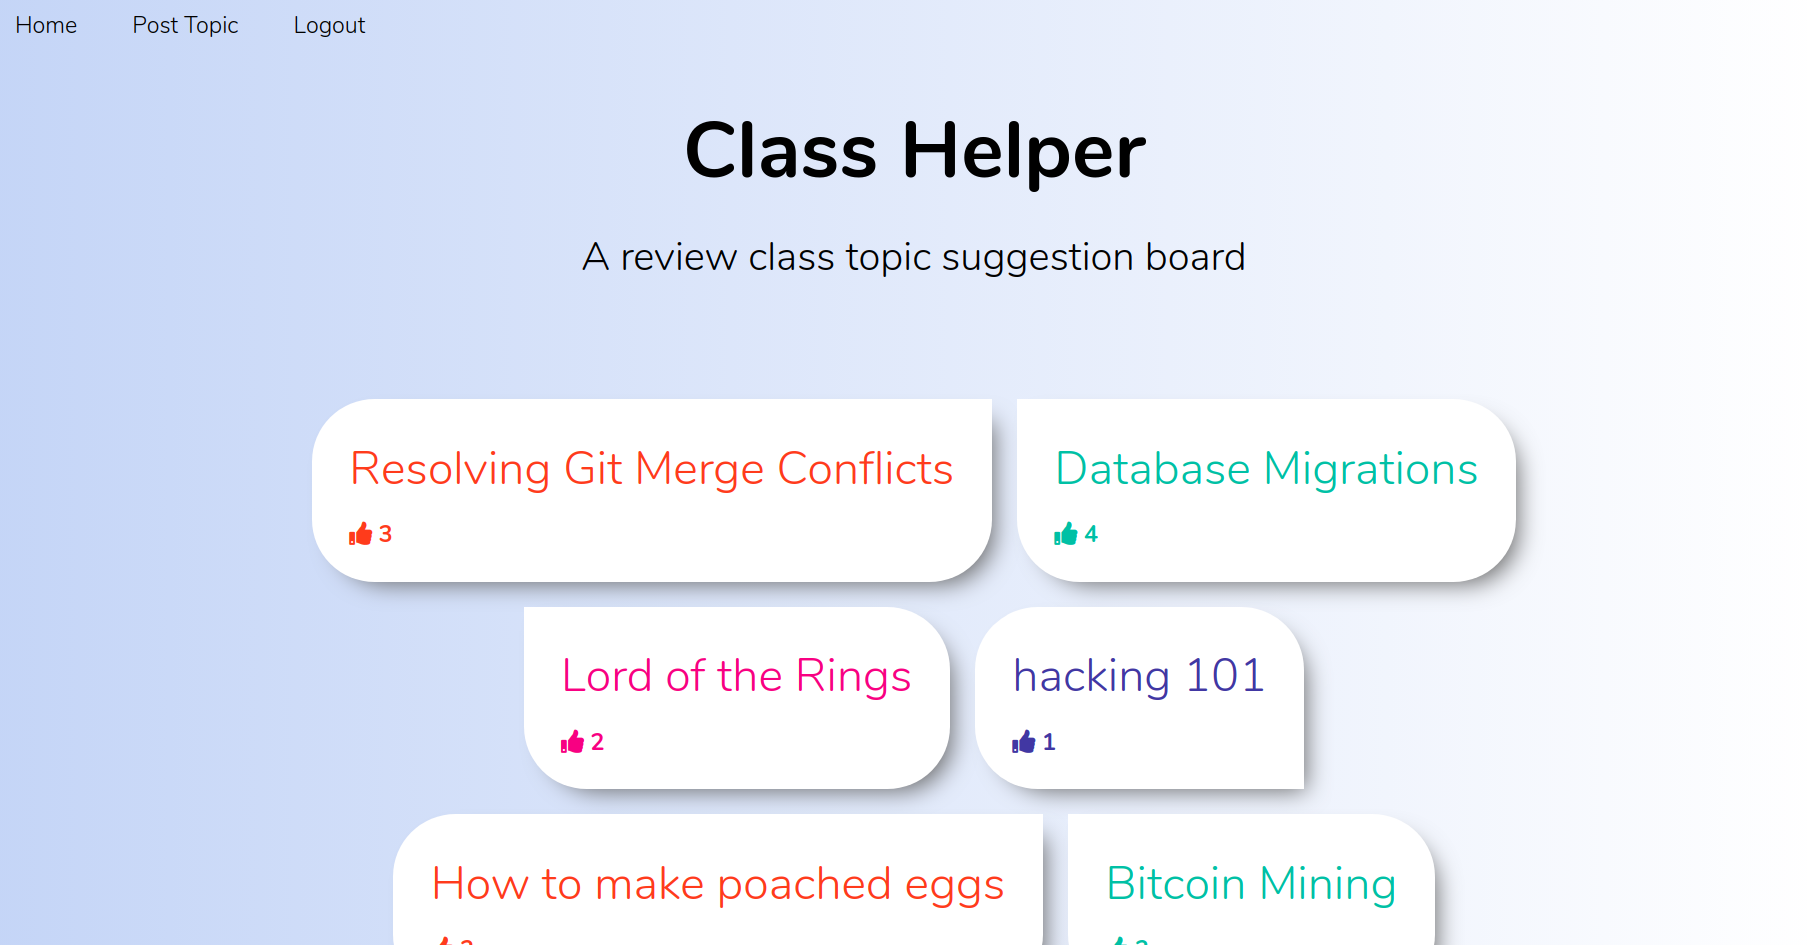 Home Post Topic Logout
Class Helper
A review class topic suggestion board
Resolving Git Merge Conflicts
3
Database Migrations
4
Lord of the Rings
2
hacking 101
1
How to make poached eggs
Bitcoin Mining